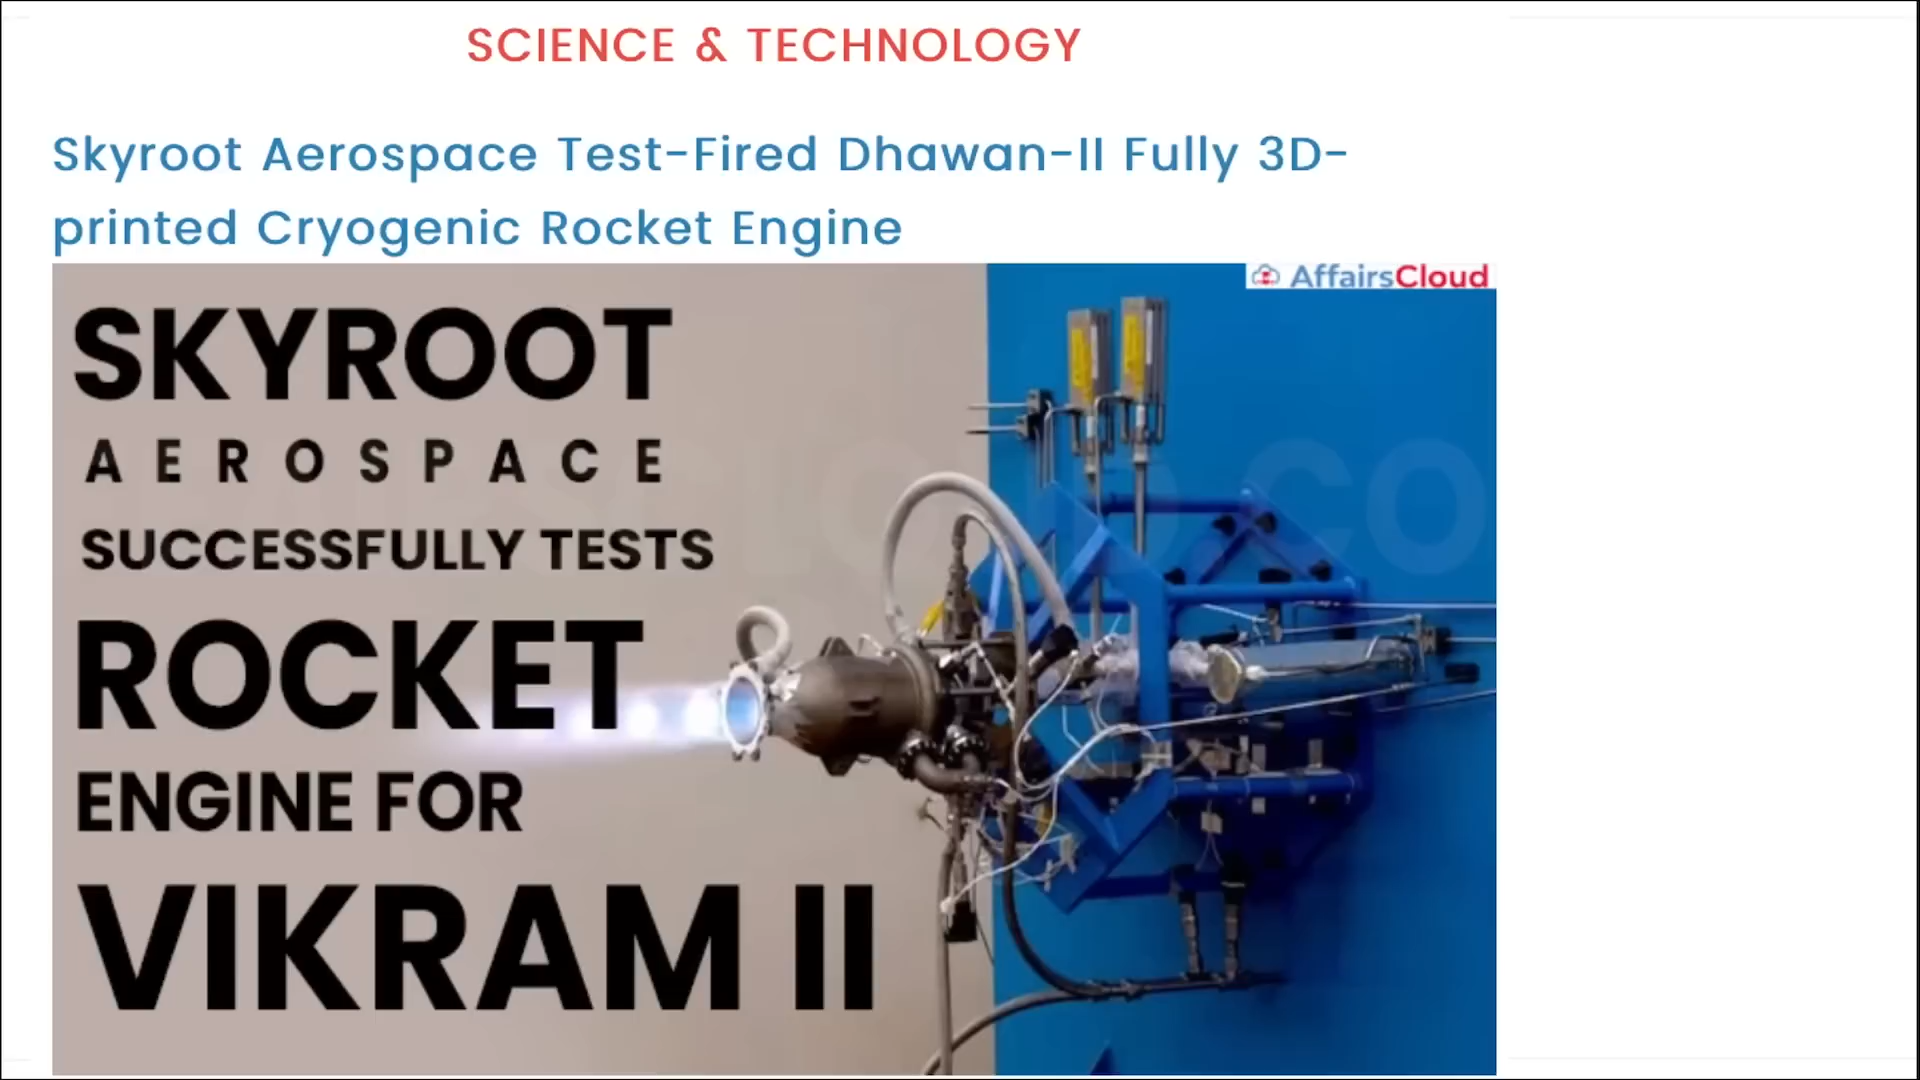 SCIENCE & TECHNOLOGY
Skyroot Aerospace Test-Fired Dhawan-II Fully 3D-
printed Cryogenic Rocket Engine
AffairsCloud
SKYROOT
AEROSPACE
SUCCESSFULLY TESTS
ROCKET
ENGINE FOR
VIKRAM II